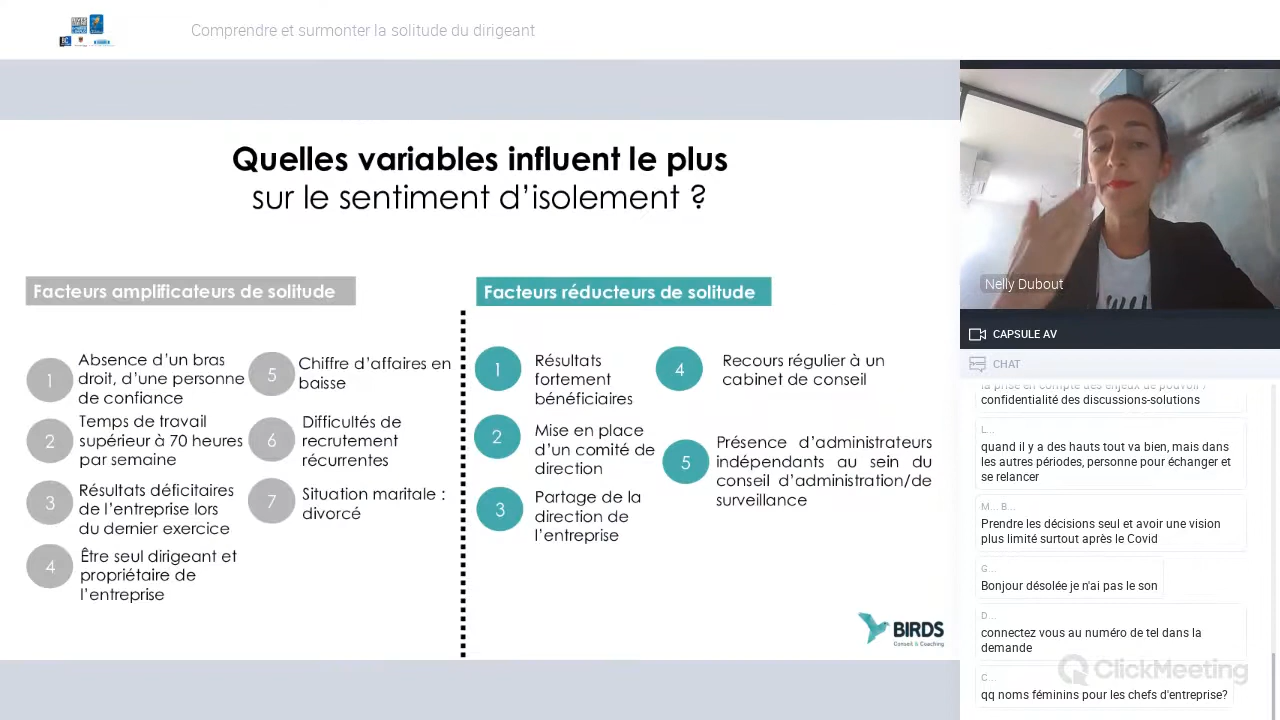 Comprendre et surmonter la solitude du dirigeant
Quelles variables influent le plus
sur le sentiment d’isolement ?
Facteurs amplificateurs de solitude
1
Absence d’un bras
droit, d’une personne
de confiance
2
Temps de travail
supérieur à 70 heures
par semaine
3
Résultats déficitaires
de l’entreprise lors
du dernier exercice
4
Être seul dirigeant et
propriétaire de
l’entreprise
5
Chiffre d’affaires en
baisse
6
Difficultés de
recrutement
récurrentes
7
Situation maritale :
divorcé
Facteurs réducteurs de solitude
1
Résultats
fortement
bénéficiaires
2
Mise en place
d’un comité de
direction
3
Partage de la
direction de
l’entreprise
4
Recours régulier à un
cabinet de conseil
5
Présence d’administrateurs
indépendants au sein du
conseil d’administration/de
surveillance
BIRDS
Conseil & Coaching
Nelly Dubout
CAPSULE AV
CHAT
la prise en compte des enjeux de pouvoir ?
confidentialité des discussions-solutions
L...
quand il y a des hauts tout va bien, mais dans
les autres périodes, personne pour échanger et
se relancer
M... B...
Prendre les décisions seul et avoir une vision
plus limité surtout après le Covid
G...
Bonjour désolée je n'ai pas le son
D...
connectez vous au numéro de tel dans la
demande
C...
qq noms féminins pour les chefs d'entreprise?
ClickMeeting